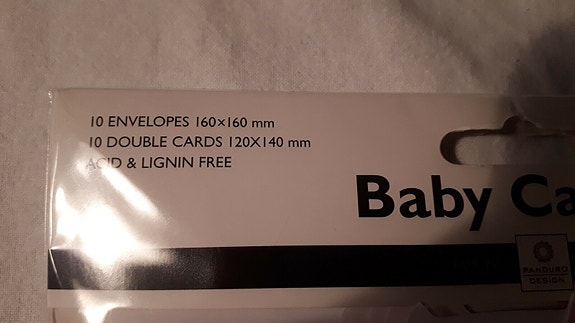 10 ENVELOPES 160×160 mm
10 DOUBLE CARDS 120X140 mm
ACID & LIGNIN FREE
Baby Ca
PANDURO
DESIGN